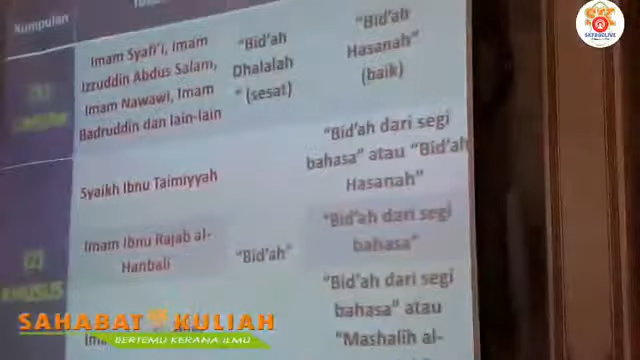 Kumpulan
Imam Syafi'i, Imam
Izzuddin Abdus Salam,
Imam Nawawi, Imam
Badruddin dan lain-lain
"Bid'ah
Dhalalah
" (sesat)
"Bid'ah
Hasanah"
(baik)
Syaikh Ibnu Taimiyyah
"Bid'ah dari segi
bahasa" atau "Bid'ah
Hasanah"
Imam Ibnu Rajab al-
Hanbali
"Bid'ah"
"Bid'ah dari segi
bahasa"
"Bid'ah dari segi
bahasa" atau
"Mashalih al-
SAHABAT KULIAH
BERTEMU KERANA ILMU